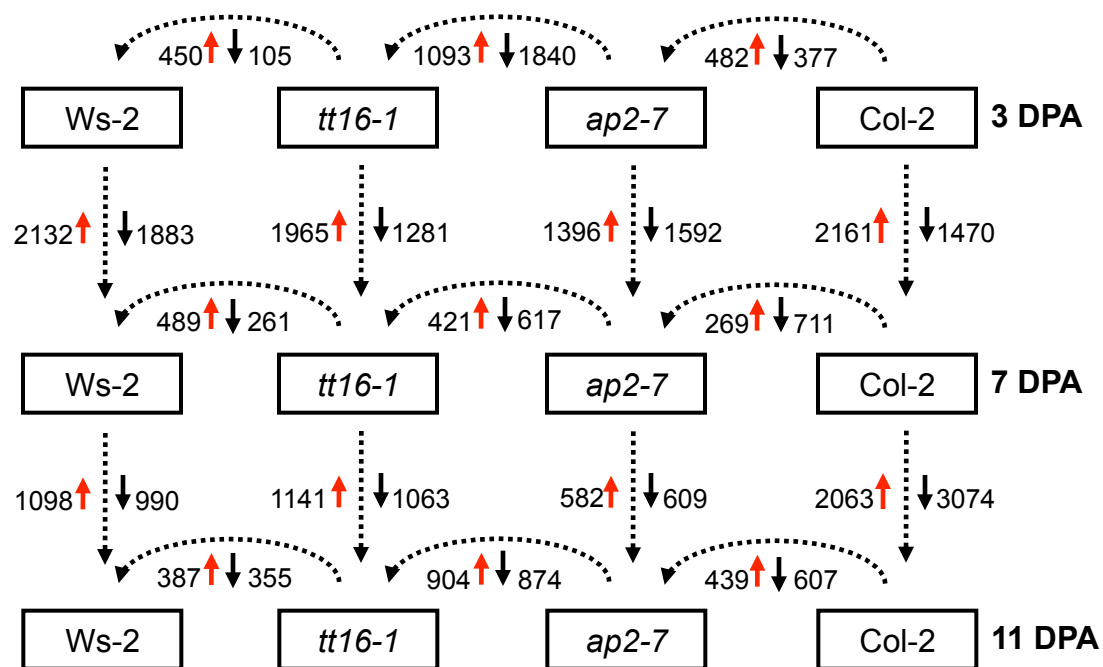 450 105 1093 1840 482 377
Ws-2 tt16-1 ap2-7 Col-2 3 DPA
2132 1883 1965 1281 1396 1592 2161 1470
489 261 421 617 269 711
Ws-2 tt16-1 ap2-7 Col-2 7 DPA
1098 990 1141 1063 582 609 2063 3074
387 355 904 874 439 607
Ws-2 tt16-1 ap2-7 Col-2 11 DPA